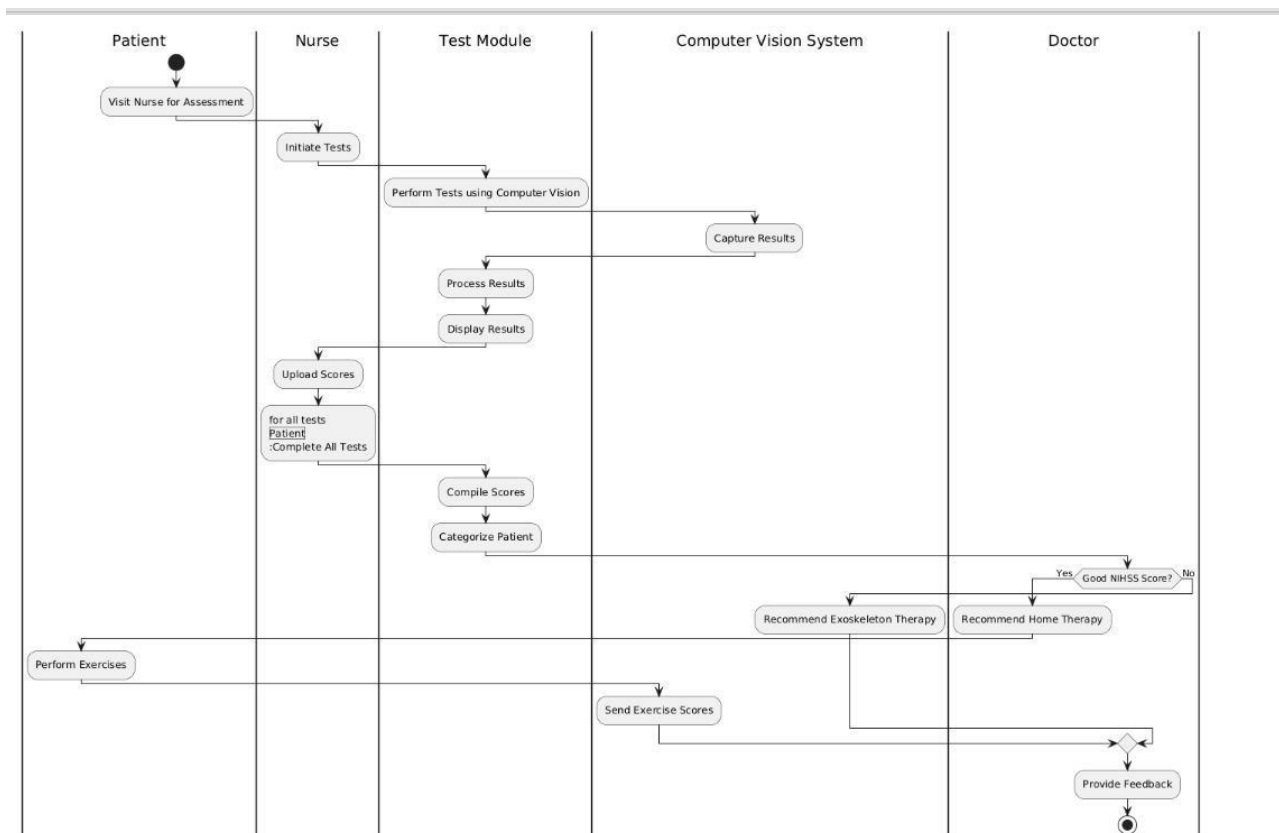 Patient
Nurse
Test Module
Computer Vision System
Doctor
Visit Nurse for Assessment
Initiate Tests
Perform Tests using Computer Vision
Capture Results
Process Results
Display Results
Upload Scores
for all tests
Patient
:Complete All Tests
Compile Scores
Categorize Patient
Yes
Good NIHSS Score?
No
Recommend Exoskeleton Therapy
Recommend Home Therapy
Perform Exercises
Send Exercise Scores
Provide Feedback